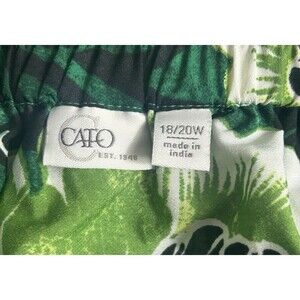 CATO
EST. 1946
18/20W
made in
india